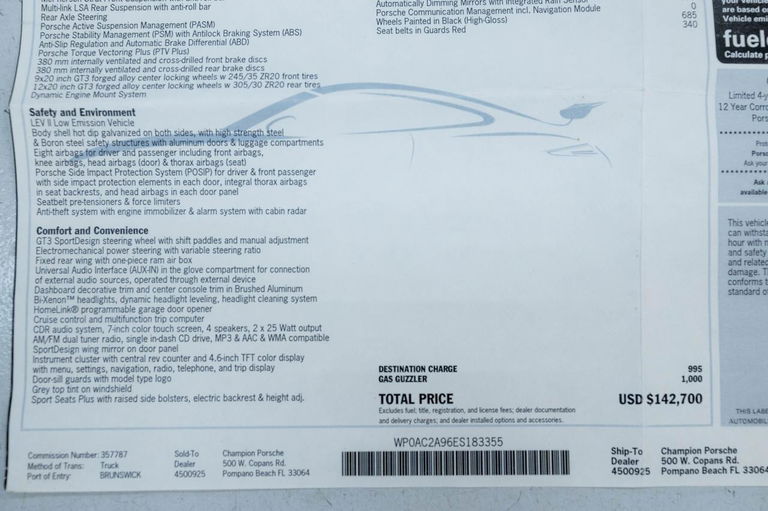 Multi-link LSA Rear Suspension with anti-roll bar
Rear Axle Steering
Porsche Active Suspension Management (PASM)
Porsche Stability Management (PSM) with Antilock Braking System (ABS)
Anti-Slip Regulation and Automatic Brake Differential (ABD)
Porsche Torque Vectoring Plus (PTV Plus)
380 mm internally ventilated and cross-drilled front brake discs
380 mm internally ventilated and cross-drilled rear brake discs
9x20 inch GT3 forged alloy center locking wheels w 245/35 ZR20 front tires
12x20 inch GT3 forged alloy center locking wheels w 305/30 ZR20 rear tires
Dynamic Engine Mount System
Safety and Environment
LEV II Low Emission Vehicle
Body shell hot dip galvanized on both sides, with high strength steel
& Boron steel safety structures with aluminum doors & luggage compartments
Eight airbags for driver and passenger including front airbags,
knee airbags, head airbags (door) & thorax airbags (seat)
Porsche Side Impact Protection System (POSIP) for driver & front passenger
with side impact protection elements in each door, integral thorax airbags
in seat backrests, and head airbags in each door panel
Seatbelt pre-tensioners & force limiters
Anti-theft system with engine immobilizer & alarm system with cabin radar
Comfort and Convenience
GT3 SportDesign steering wheel with shift paddles and manual adjustment
Electromechanical power steering with variable steering ratio
Fixed rear wing with one-piece ram air box
Universal Audio Interface (AUX-IN) in the glove compartment for connection
of external audio sources, operated through external device
Dashboard decorative trim and center console trim in Brushed Aluminum
Bi-Xenon™ headlights, dynamic headlight leveling, headlight cleaning system
HomeLink® programmable garage door opener
Cruise control and multifunction trip computer
CDR audio system, 7-inch color touch screen, 4 speakers, 2 x 25 Watt output
AM/FM dual tuner radio, single in-dash CD drive, MP3 & AAC & WMA compatible
SportDesign wing mirror on door panel
Instrument cluster with central rev counter and 4.6-inch TFT color display
with menu, settings, navigation, radio, telephone, and trip display
Door-sill guards with model type logo
Grey top tint on windshield
Sport Seats Plus with raised side bolsters, electric backrest & height adj.
Automatically Dimming Mirrors with Integrated Rain Sensor
Porsche Communication Management incl. Navigation Module 0
Wheels Painted in Black (High-Gloss) 685
Seat belts in Guards Red 340
DESTINATION CHARGE 995
GAS GUZZLER 1,000
TOTAL PRICE USD $142,700
Excludes fuel, title, registration, and license fees; dealer documentation
and delivery charges; and dealer installed options and accessories.
WP0AC2A96ES183355
Commission Number: 357787
Method of Trans: Truck
Port of Entry: BRUNSWICK
Sold-To Champion Porsche
Dealer 500 W. Copans Rd.
4500925 Pompano Beach FL 33064
Ship-To Champion Porsche
Dealer 500 W. Copans Rd.
4500925 Pompano Beach FL 33064
are based o
Vehicle emi
fuel
Calculate p
Limited 4-y
12 Year Corro
Pors
Prot
Porsc
Ask your
Ask a
available
This vehicle
can withsta
hour with n
and safety
and related
damage. T
conforms t
standard o
THIS LABE
AUTOMOBIL